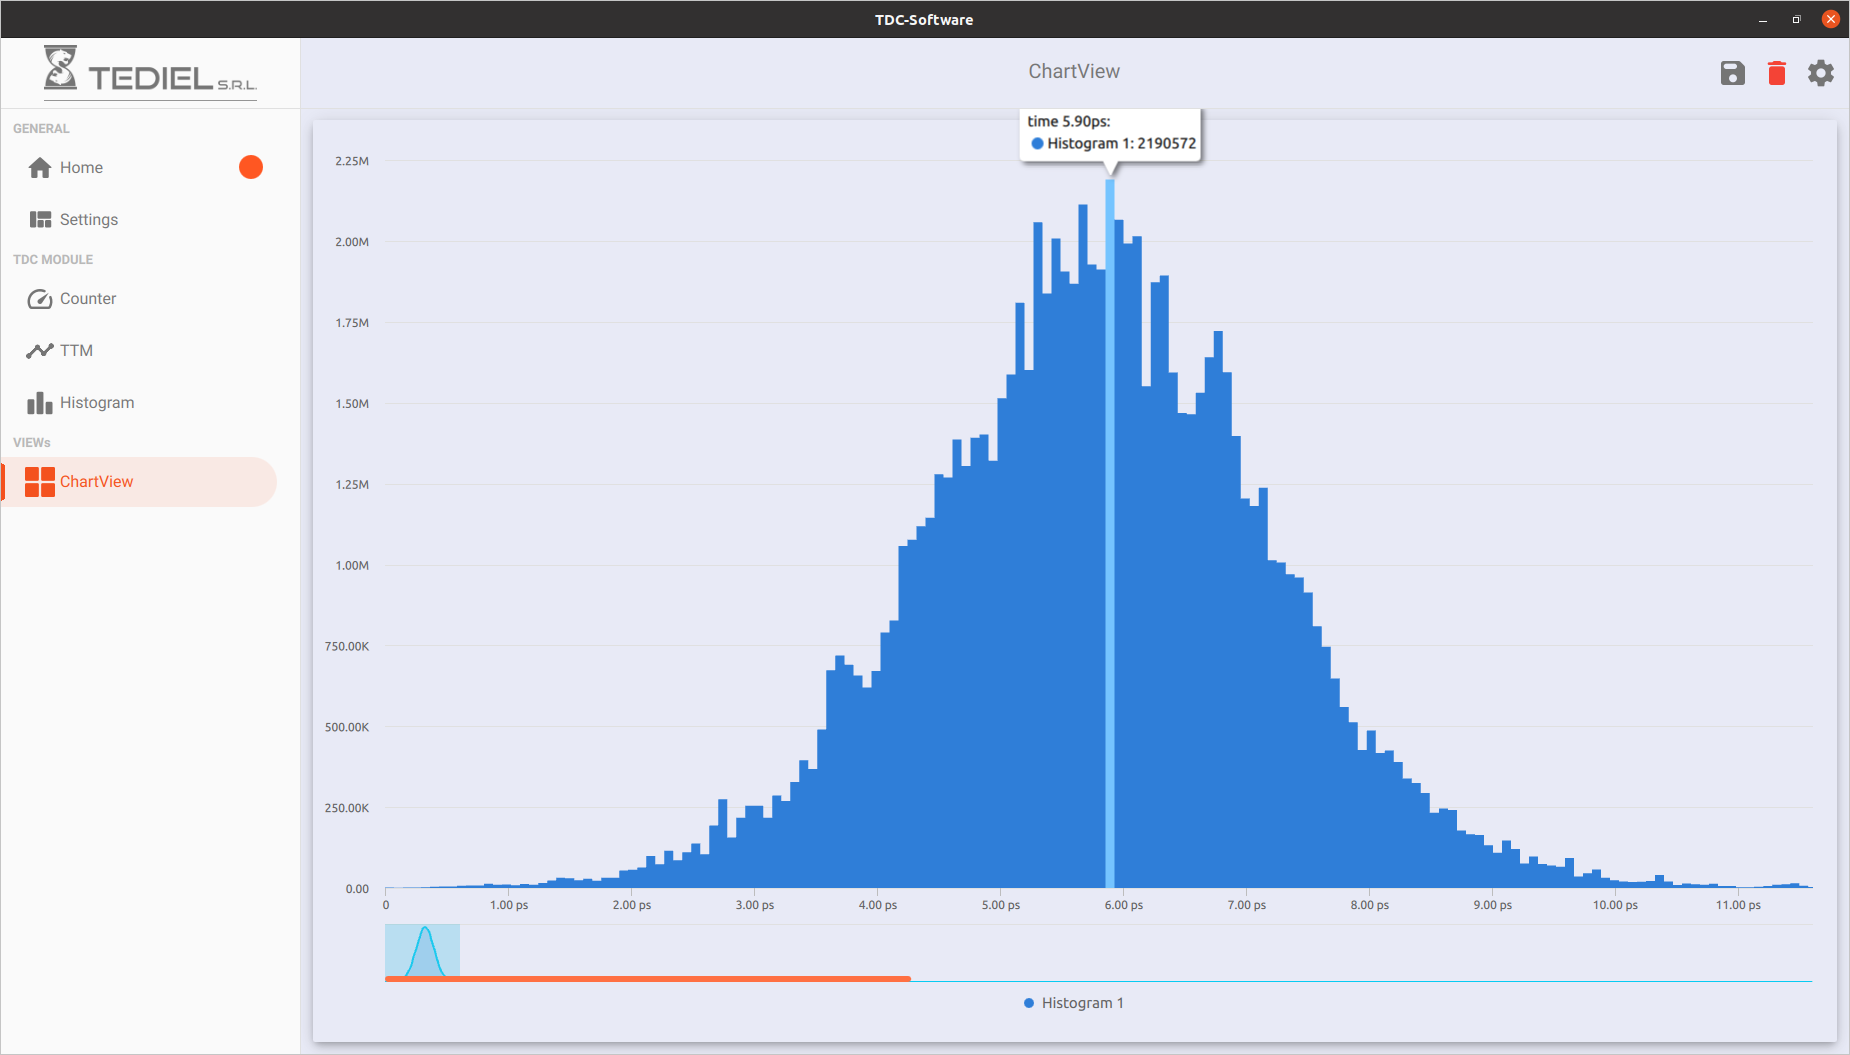 TDC-Software
TEDIEL S.R.L.
ChartView
GENERAL
Home
Settings
TDC MODULE
Counter
TTM
Histogram
VIEWs
ChartView
time 5.90ps:
Histogram 1: 2190572
2.25M
2.00M
1.75M
1.50M
1.25M
1.00M
750.00K
500.00K
250.00K
0.00
0 1.00 ps 2.00 ps 3.00 ps 4.00 ps 5.00 ps 6.00 ps 7.00 ps 8.00 ps 9.00 ps 10.00 ps 11.00 ps
Histogram 1